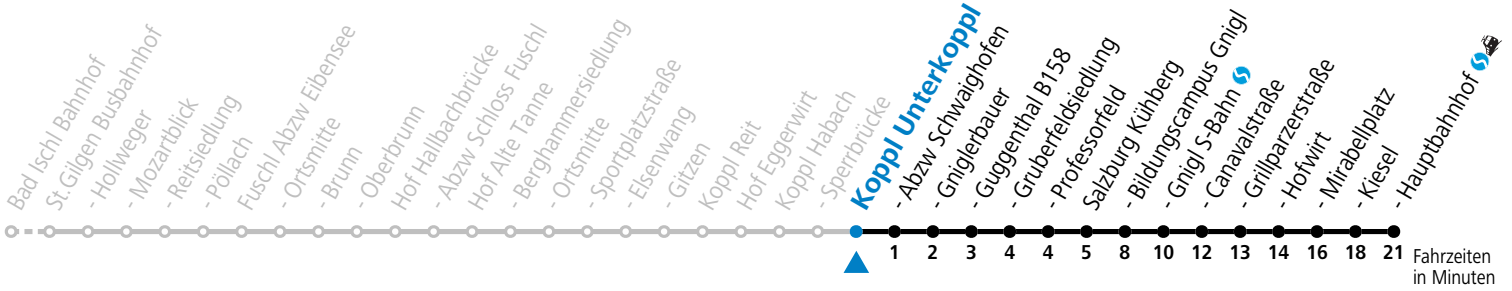 Bad Ischl Bahnhof
St.Gilgen Busbahnhof
- Hollweger
- Mozartblick
- Reitsiedlung
- Pöllach
Fuschl Abzw Eibensee
- Ortsmitte
- Brunn
- Oberbrunn
Hof Hallbachbrücke
- Abzw Schloss Fuschl
Hof Alte Tanne
- Berghammersiedlung
- Ortsmitte
- Sportplatzstraße
- Elsenwang
- Gitzen
Koppl Reit
Hof Eggerwirt
Koppl Habach
- Sperrbrücke
Koppl Unterkoppl
- Abzw Schwaighofen
- Gniglerbauer
- Guggenthal B158
- Gruberfeldsiedlung
- Professorfeld
Salzburg Kühberg
- Bildungscampus Gnigl
- Gnigl S-Bahn
- Canavalstraße
- Grillparzerstraße
- Hofwirt
- Mirabellplatz
- Kiesel
- Hauptbahnhof
1 2 3 4 4 5 8 10 12 13 14 16 18 21
Fahrzeiten
in Minuten